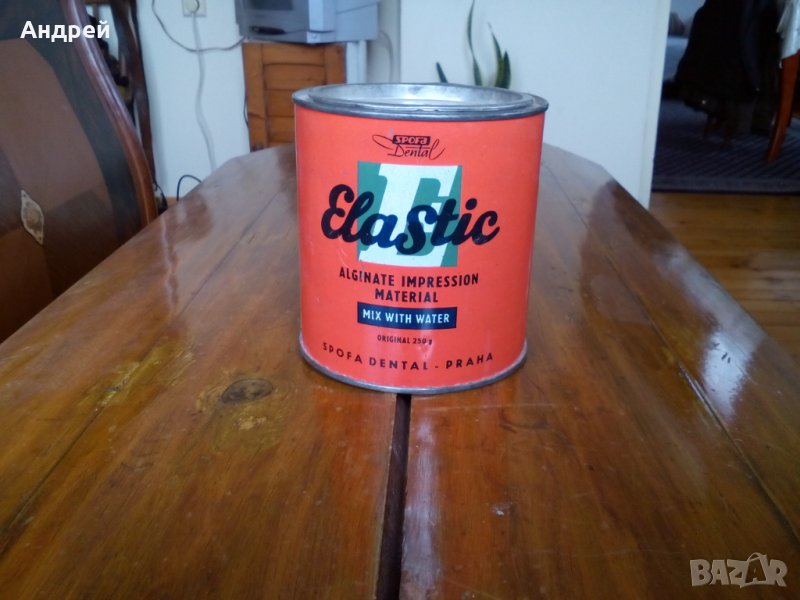 Андрей
SPOFA
Dental
E
Elastic
ALGINATE IMPRESSION
MATERIAL
MIX WITH WATER
ORIGINAL 250 g
SPOFA DENTAL - PRAHA
BAZAR